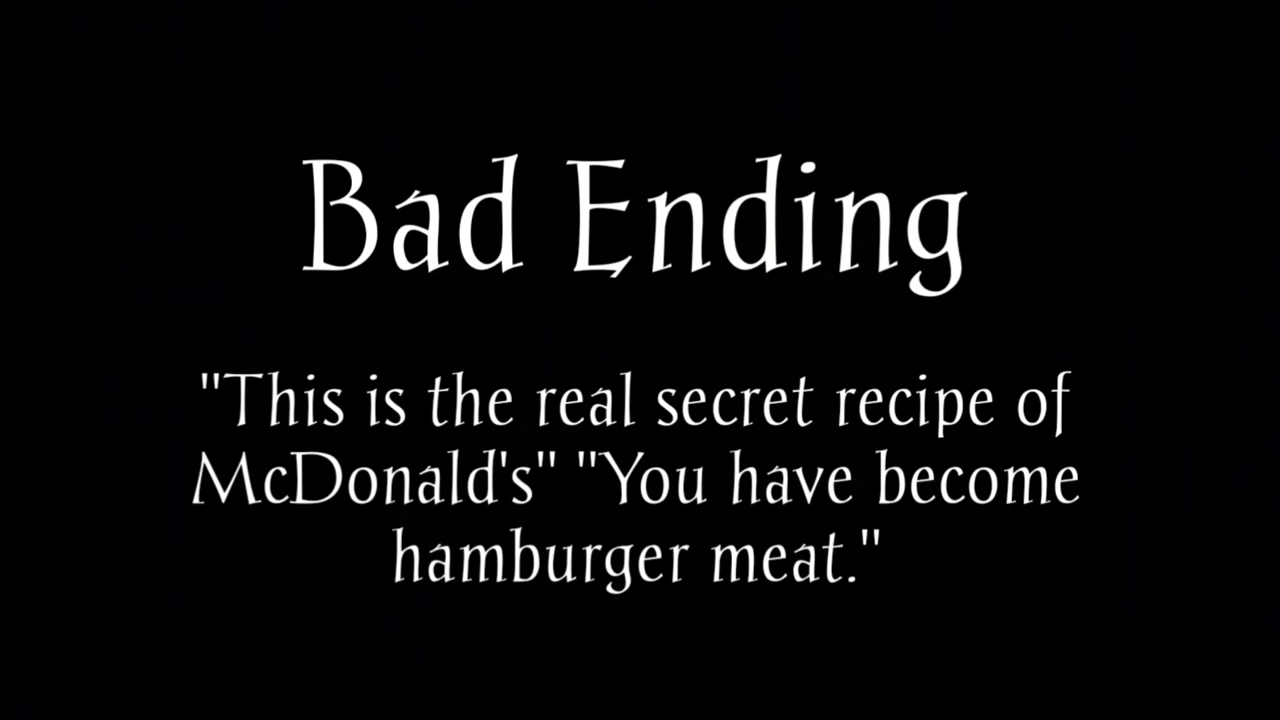 Bad Ending
"This is the real secret recipe of
McDonald's" "You have become
hamburger meat."